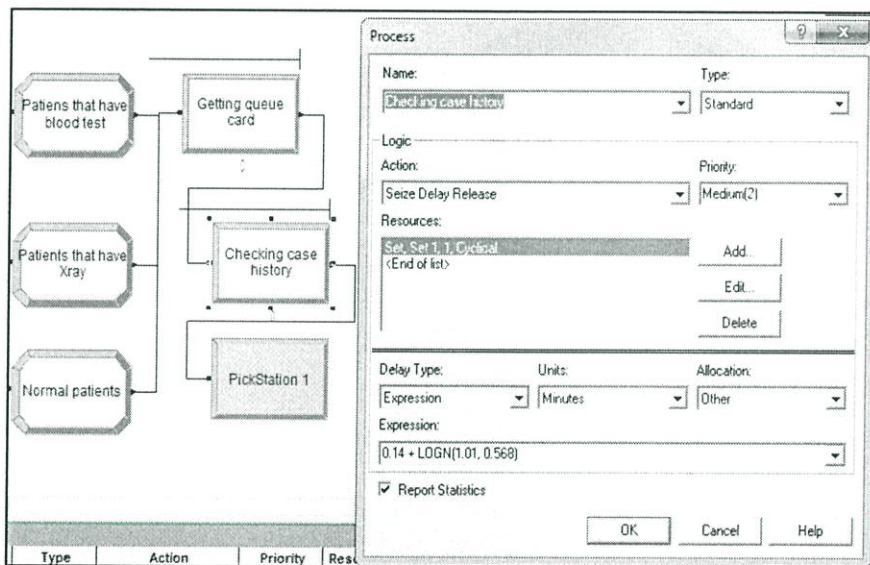 Patiens that have
blood test
Getting queue
card
Patients that have
Xray
Checking case
history
Normal patients
PickStation 1
Type
Action
Priority
Reso
Process
?
X
Name:
Type:
Checking case history
Standard
Logic
Action:
Priority:
Seize Delay Release
Medium(2)
Resources:
Set, Set 1, 1, Cyclical
<End of list>
Add...
Edit...
Delete
Delay Type:
Units:
Allocation:
Expression
Minutes
Other
Expression:
0.14 + LOGN(1.01, 0.568)
Report Statistics
OK
Cancel
Help